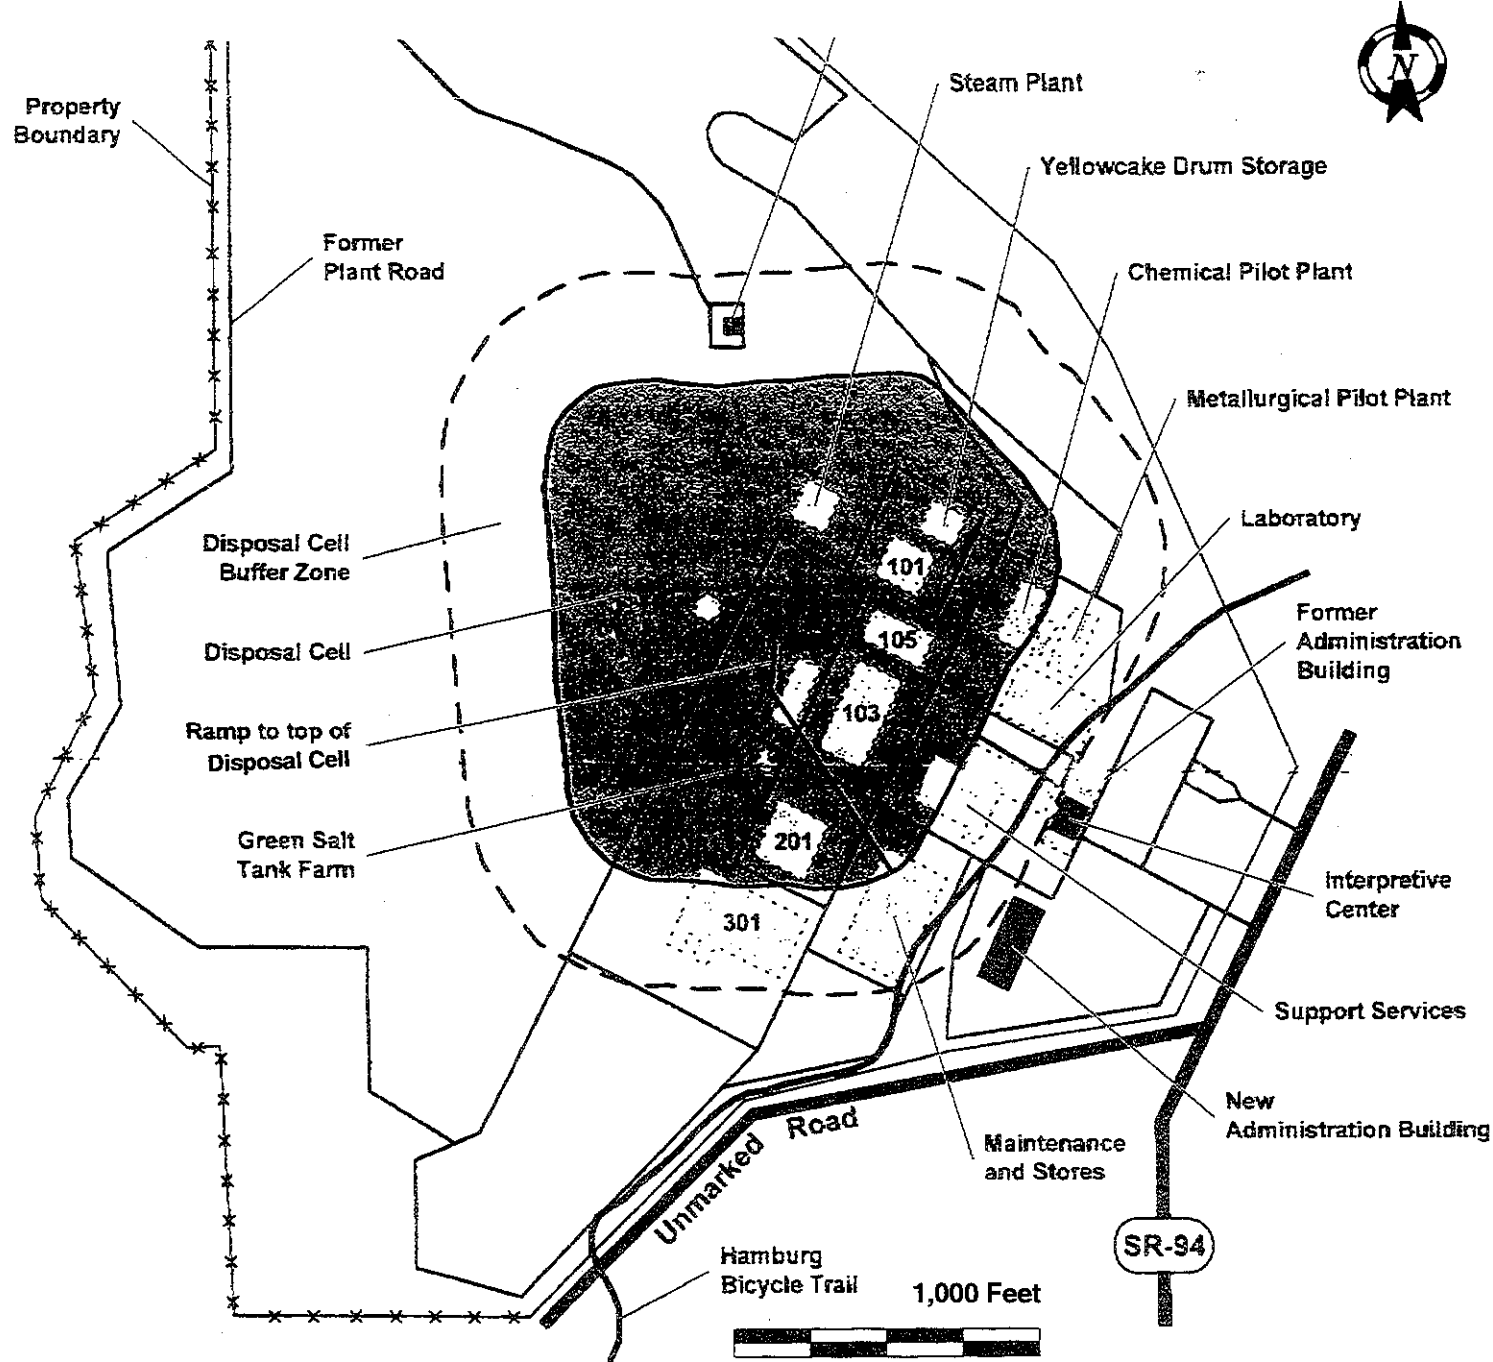 N
Steam Plant
Property
Boundary
Yellowcake Drum Storage
Former
Plant Road
Chemical Pilot Plant
Metallurgical Pilot Plant
Laboratory
Disposal Cell
Buffer Zone
101
Former
Administration
Building
105
Disposal Cell
103
Ramp to top of
Disposal Cell
Green Salt
Tank Farm
201
Interpretive
Center
301
Support Services
New
Administration Building
Unmarked Road
Maintenance
and Stores
SR-94
Hamburg
Bicycle Trail
1,000 Feet